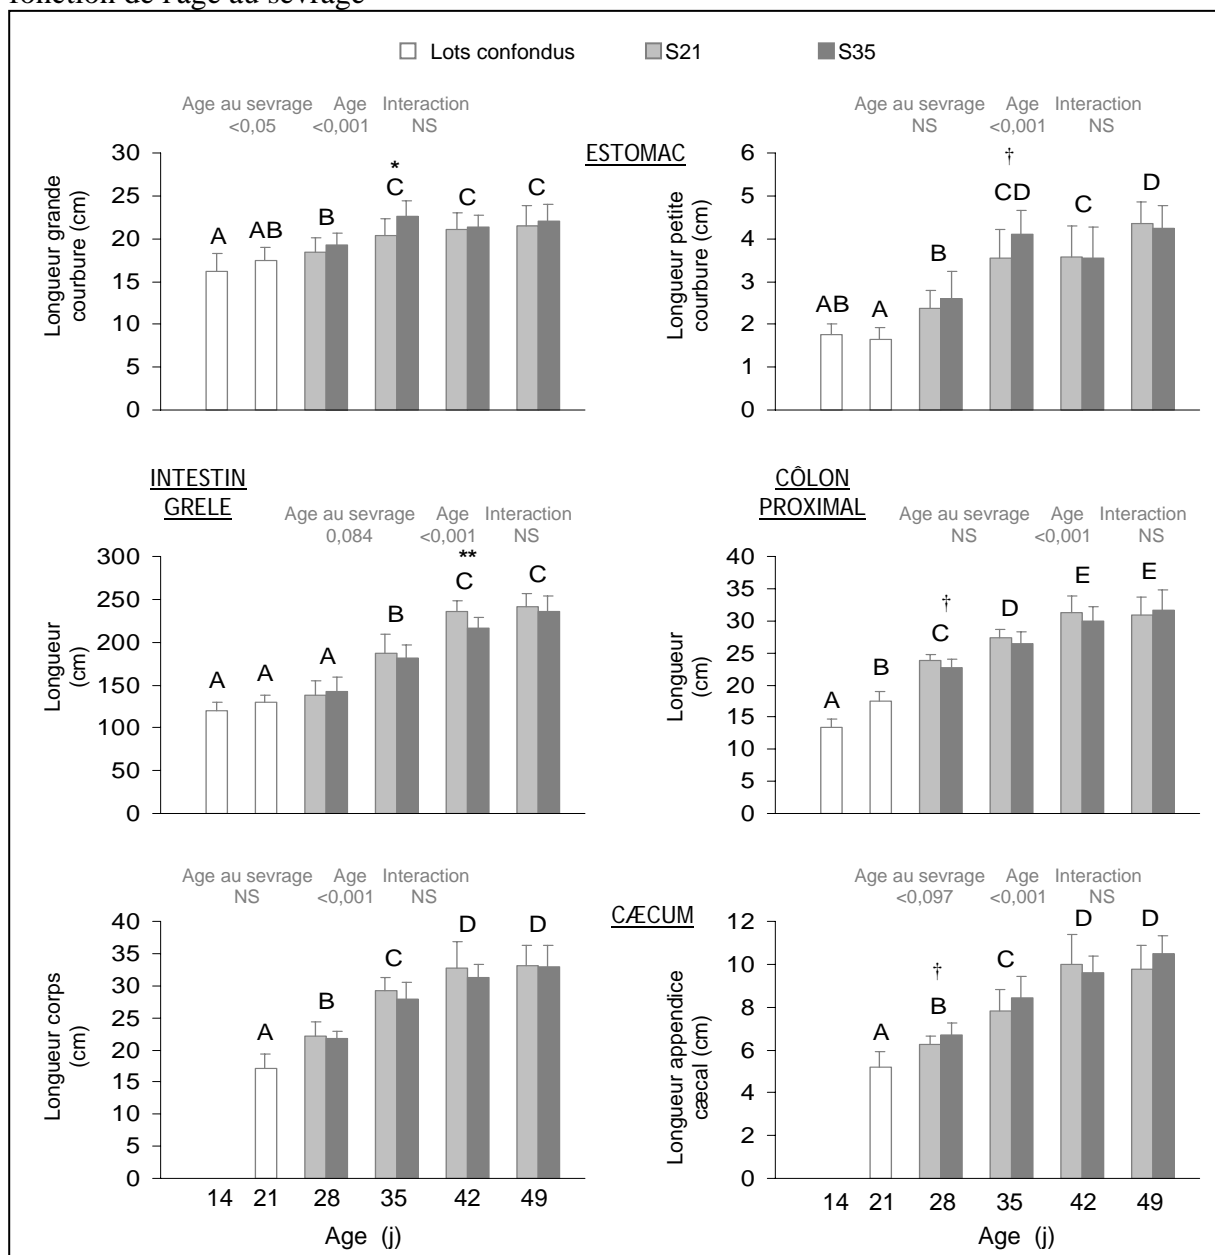 fonction de l'âge au sevrage
Lots confondus S21 S35
Age au sevrage Age Interaction
<0,05 <0,001 NS
Age au sevrage Age Interaction
NS <0,001 NS
ESTOMAC
Longueur grande
courbure (cm)
30
25
20
15
10
5
0
A AB B * C C C
Longueur petite
courbure (cm)
6
5
4
3
2
1
0
AB A B † CD C D
INTESTIN
GRELE
Age au sevrage Age Interaction
0,084 <0,001 NS
Longueur
(cm)
300
250
200
150
100
50
0
A A A B ** C C
CÔLON
PROXIMAL
Age au sevrage Age Interaction
NS <0,001 NS
Longueur
(cm)
40
35
30
25
20
15
10
5
0
A B † C D E E
Age au sevrage Age Interaction
NS <0,001 NS
CÆCUM
Longueur corps
(cm)
40
35
30
25
20
15
10
5
0
A B C D D
14 21 28 35 42 49
Age (j)
Age au sevrage Age Interaction
<0,097 <0,001 NS
Longueur appendice
cæcal (cm)
12
10
8
6
4
2
0
A † B C D D
14 21 28 35 42 49
Age (j)